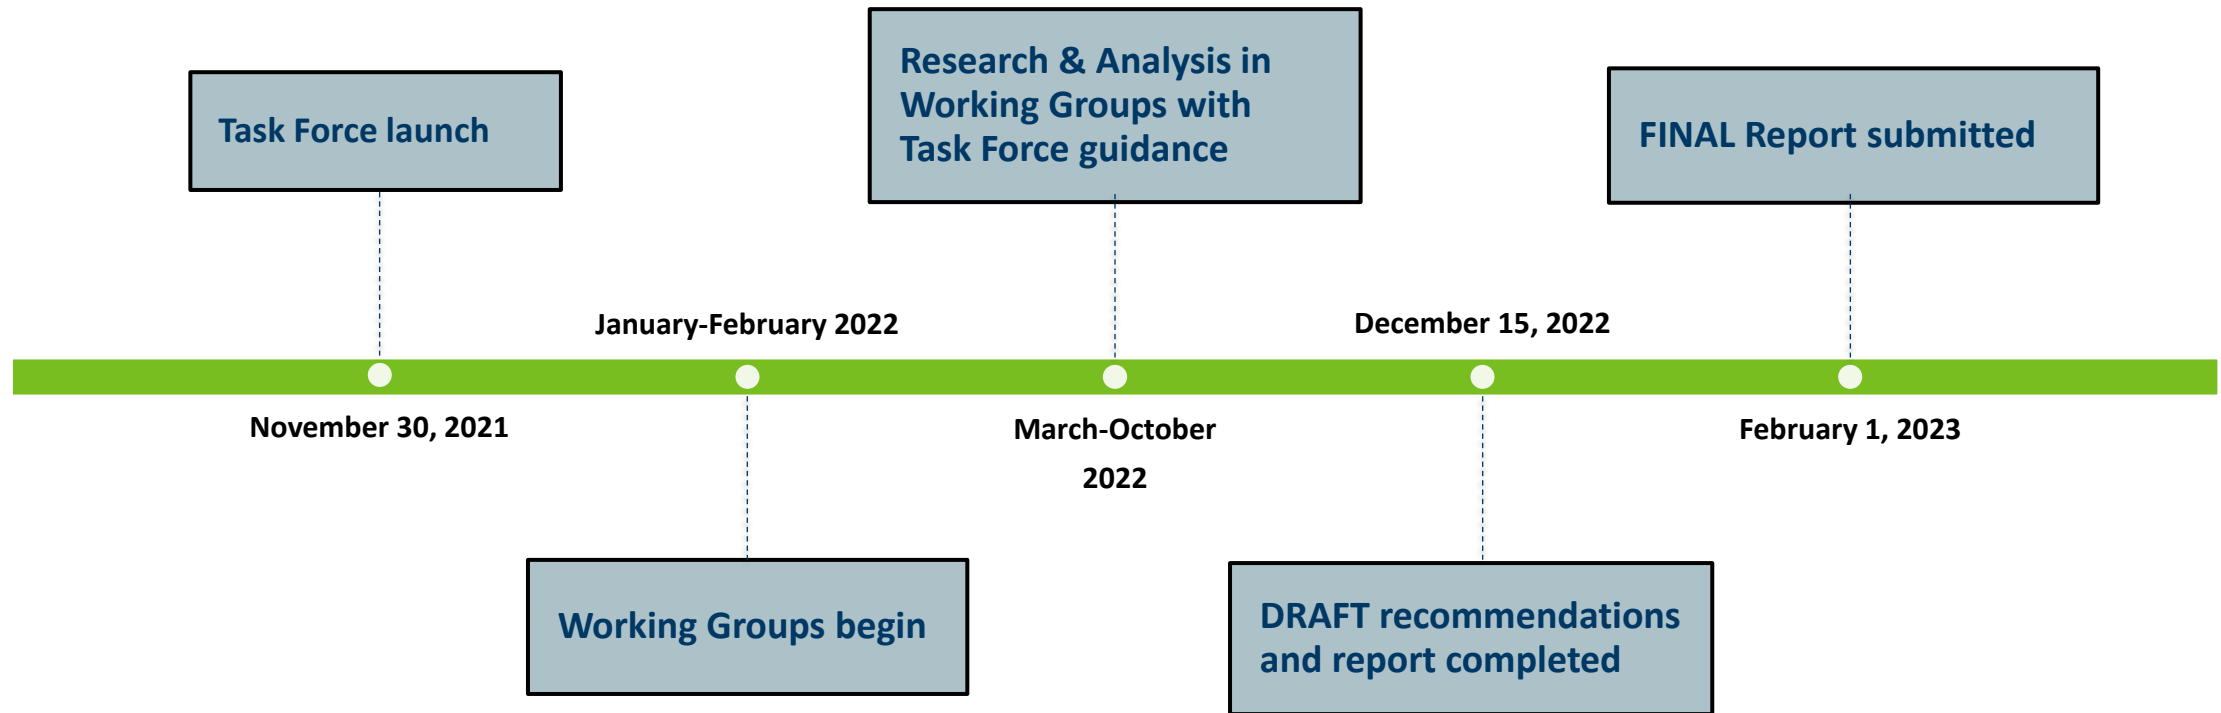 Task Force launch
November 30, 2021
January-February 2022
Working Groups begin
Research & Analysis in
Working Groups with
Task Force guidance
March-October
2022
December 15, 2022
DRAFT recommendations
and report completed
FINAL Report submitted
February 1, 2023